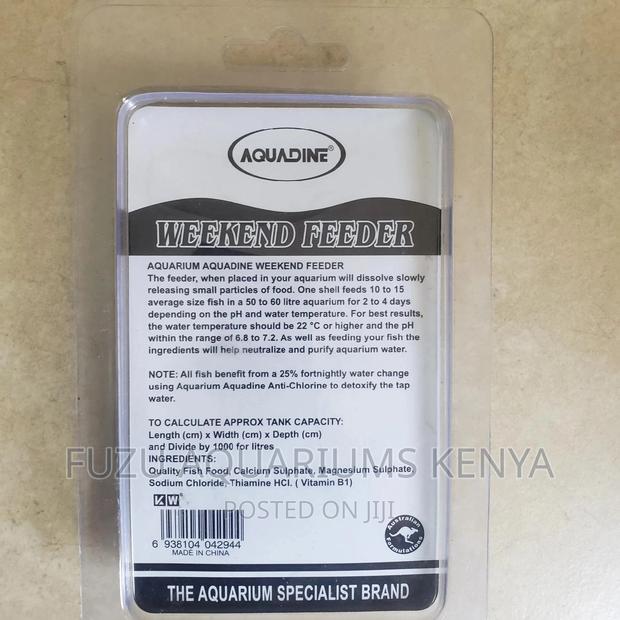 AQUADINE®
WEEKEND FEEDER
AQUARIUM AQUADINE WEEKEND FEEDER
The feeder, when placed in your aquarium will dissolve slowly
releasing small particles of food. One shell feeds 10 to 15
average size fish in a 50 to 60 litre aquarium for 2 to 4 days
depending on the pH and water temperature. For best results,
the water temperature should be 22 °C or higher and the pH
within the range of 6.8 to 7.2. As well as feeding your fish the
ingredients will help neutralize and purify aquarium water.
NOTE: All fish benefit from a 25% fortnightly water change
using Aquarium Aquadine Anti-Chlorine to detoxify the tap
water.
TO CALCULATE APPROX TANK CAPACITY:
Length (cm) x Width (cm) x Depth (cm)
and Divide by 1000 for litres
FUZU AQUARIUMS KENYA
INGREDIENTS:
Quality Fish Food, Calcium Sulphate, Magnesium Sulphate,
Sodium Chloride, Thiamine HCl. ( Vitamin B1)
POSTED ON JIJI
KW®
6 938104 042944
MADE IN CHINA
Australian
Formulations
THE AQUARIUM SPECIALIST BRAND